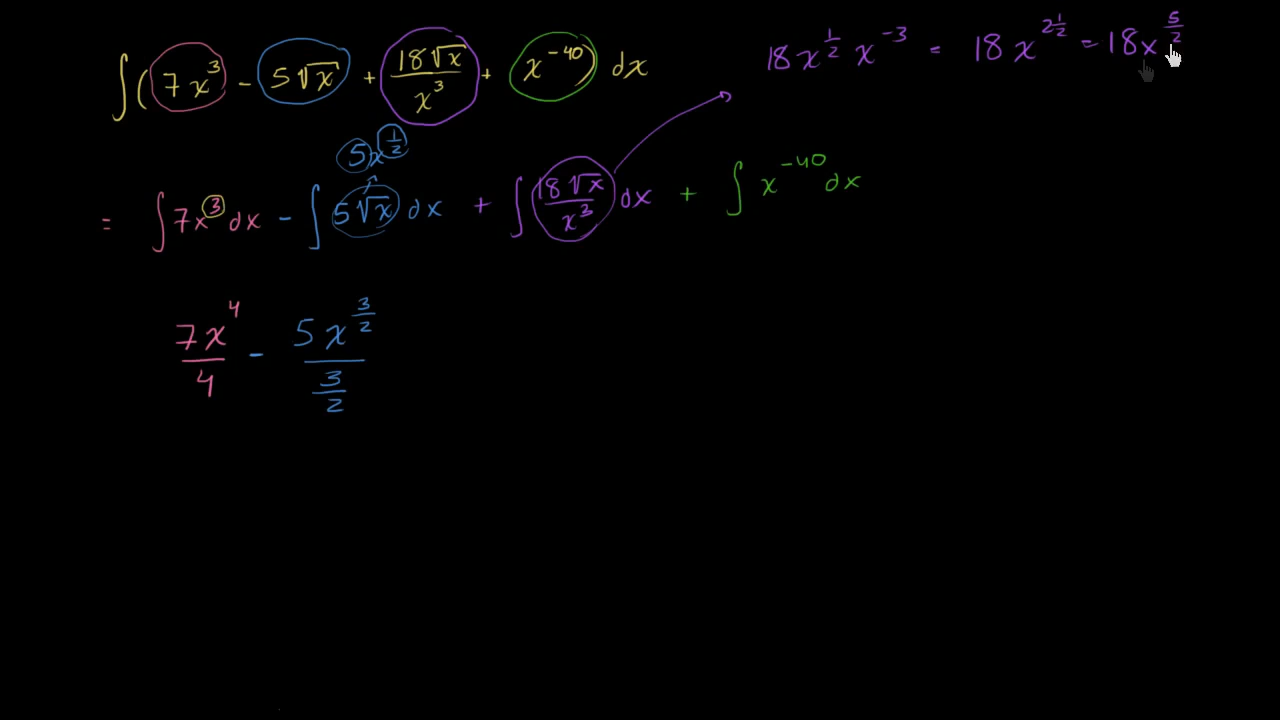 ∫(7x³ - 5√x + 18√x/x³ + x⁻⁴⁰) dx
18x^(1/2) x⁻³ = 18x^(2 1/2) = 18x^(5/2)
5x^(1/2)
= ∫7x³ dx - ∫5√x dx + ∫18√x/x³ dx + ∫x⁻⁴⁰ dx
7x⁴/4 - 5x^(3/2)/(3/2)